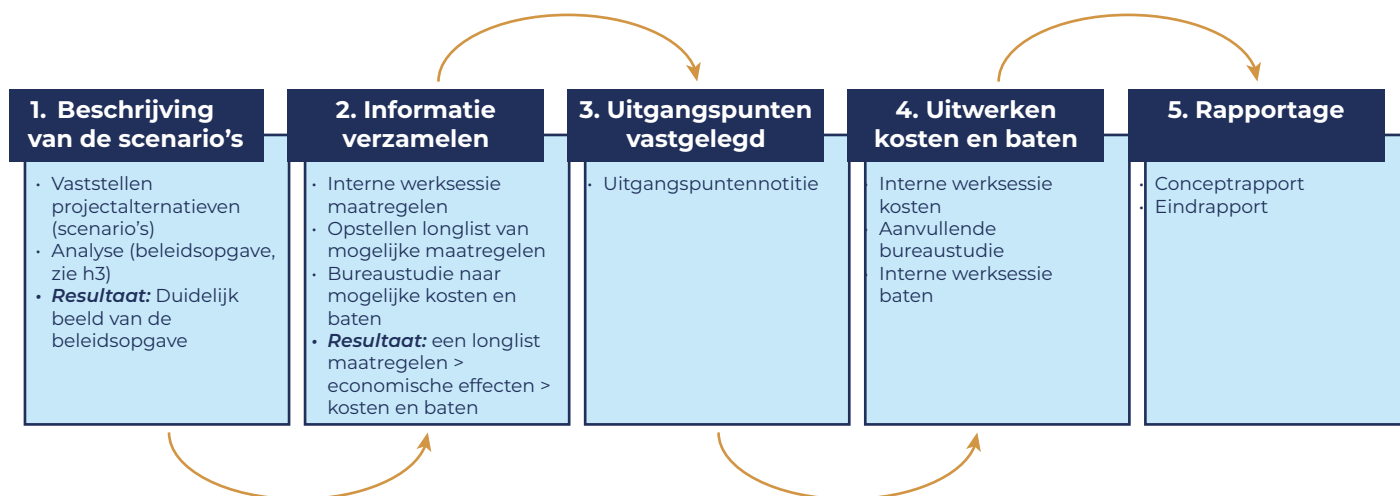 1. Beschrijving
van de scenario's
· Vaststellen
projectalternatieven
(scenario's)
· Analyse (beleidsopgave,
zie h3)
• Resultaat: Duidelijk
beeld van de
beleidsopgave
2. Informatie
verzamelen
· Interne werksessie
maatregelen
· Opstellen longlist van
mogelijke maatregelen
· Bureaustudie naar
mogelijke kosten en
baten
• Resultaat: een longlist
maatregelen >
economische effecten >
kosten en baten
3. Uitgangspunten
vastgelegd
· Uitgangspuntennotitie
4. Uitwerken
kosten en baten
· Interne werksessie
kosten
· Aanvullende
bureaustudie
· Interne werksessie
baten
5. Rapportage
· Conceptrapport
· Eindrapport